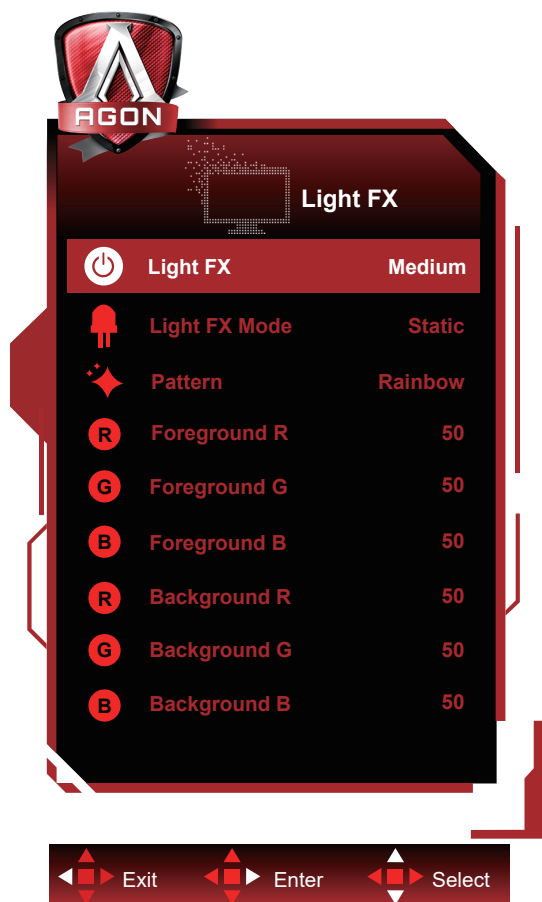 AGON
Light FX
Light FX Medium
Light FX Mode Static
Pattern Rainbow
R Foreground R 50
G Foreground G 50
B Foreground B 50
R Background R 50
G Background G 50
B Background B 50
Exit Enter Select